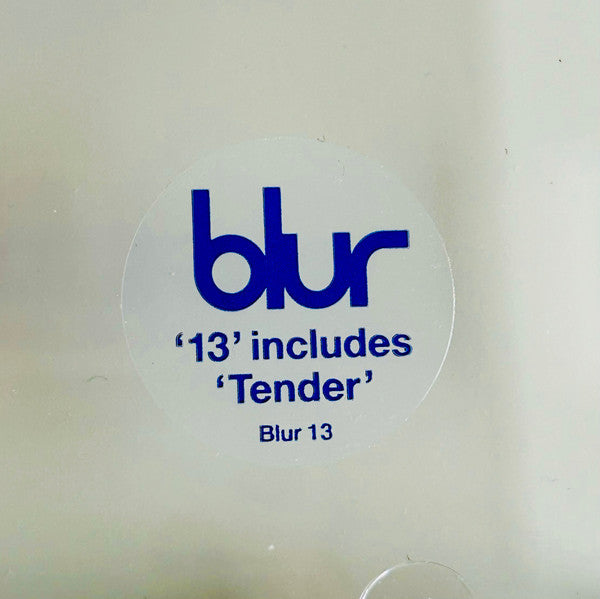 blur
‘13’ includes
‘Tender’
Blur 13